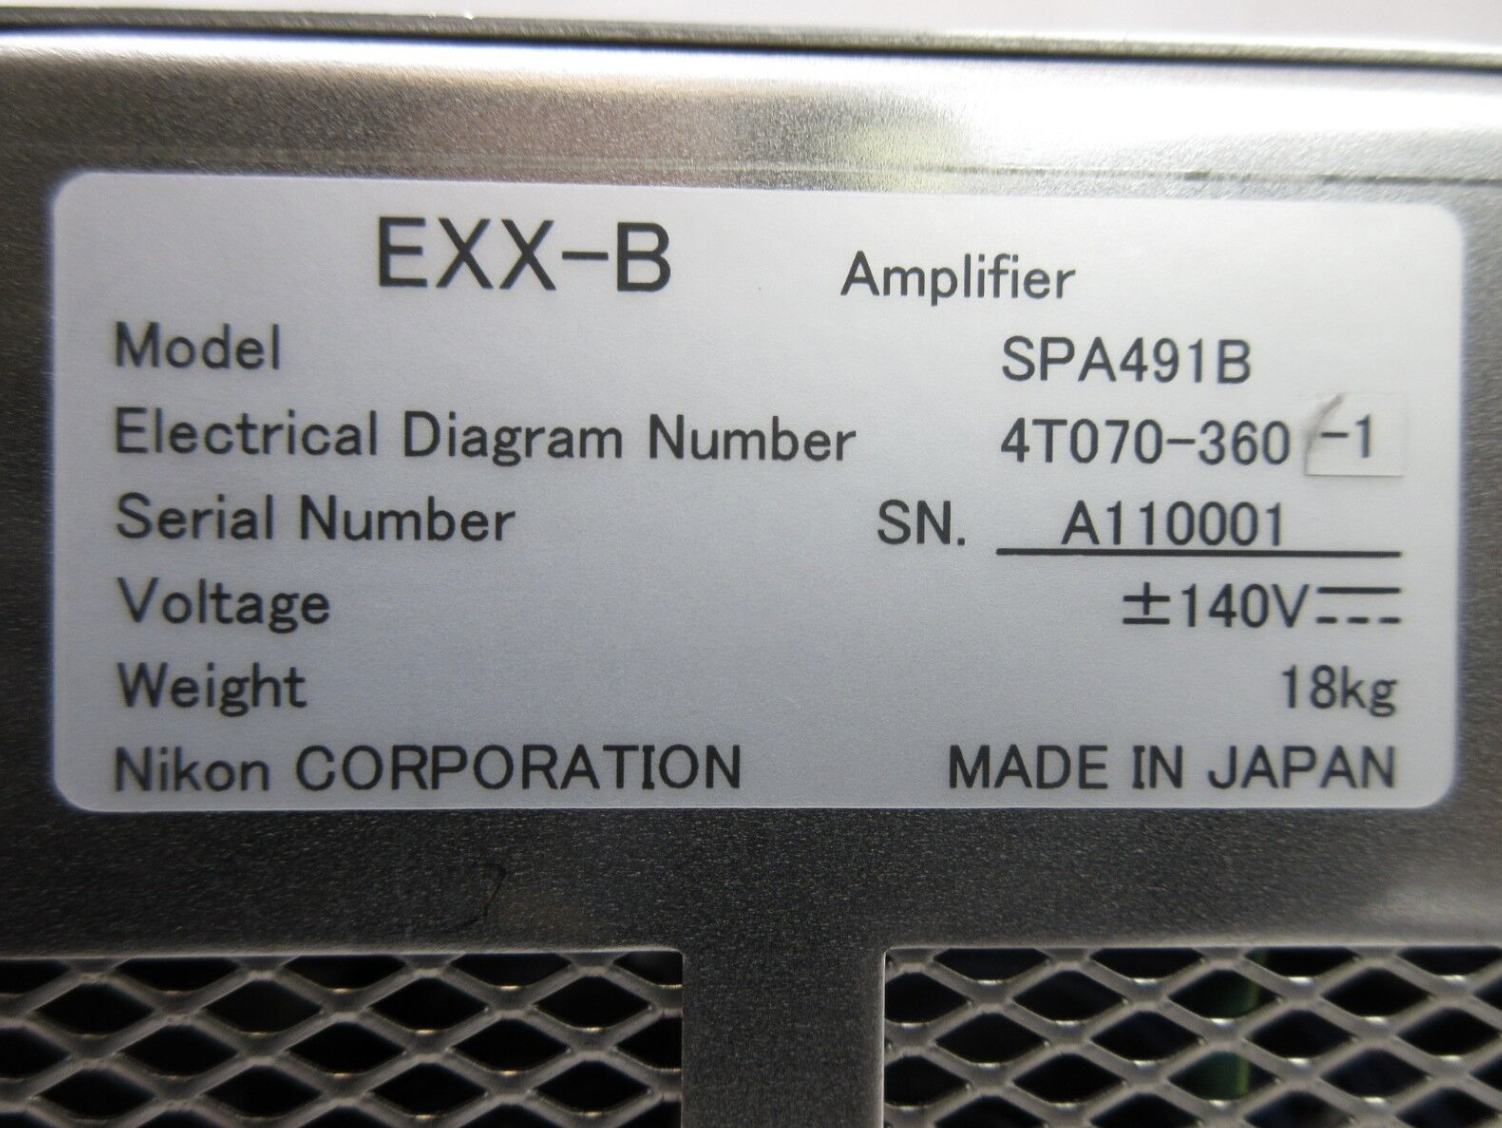 EXX-B Amplifier
Model SPA491B
Electrical Diagram Number 4T070-360 -1
Serial Number SN. A110001
Voltage ±140V⎓
Weight 18kg
Nikon CORPORATION MADE IN JAPAN